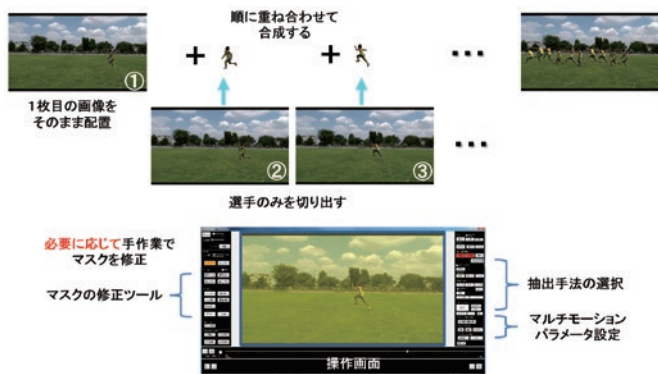 順に重ね合わせて
合成する
①
+
+
1枚目の画像を
そのまま配置
②
③
選手のみを切り出す
必要に応じて手作業で
マスクを修正
マスクの修正ツール
抽出手法の選択
マルチモーション
パラメータ設定
操作画面